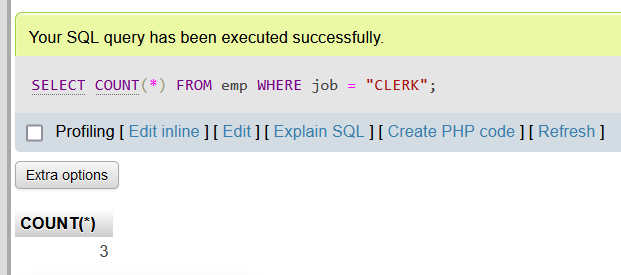 Your SQL query has been executed successfully.
SELECT COUNT(*) FROM emp WHERE job = "CLERK";
Profiling [ Edit inline ] [ Edit ] [ Explain SQL ] [ Create PHP code ] [ Refresh ]
Extra options
COUNT(*)
3